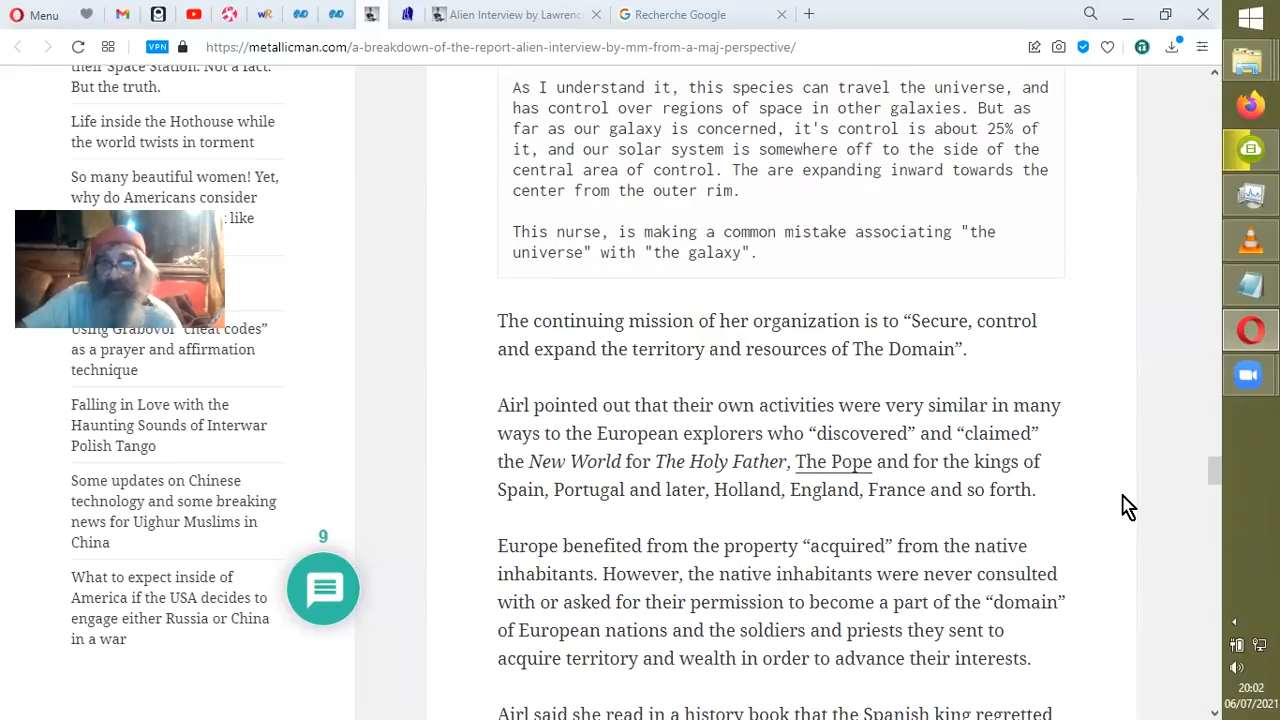 Menu
Alien Interview by Lawrenc
Recherche Google
VPN
https://metallicman.com/a-breakdown-of-the-report-alien-interview-by-mm-from-a-maj-perspective/
their Space Station. Not a fact.
But the truth.
Life inside the Hothouse while
the world twists in torment
So many beautiful women! Yet,
why do Americans consider
like
Using Grabovoi "cheat codes"
as a prayer and affirmation
technique
Falling in Love with the
Haunting Sounds of Interwar
Polish Tango
Some updates on Chinese
technology and some breaking
news for Uighur Muslims in
China
What to expect inside of
America if the USA decides to
engage either Russia or China
in a war
9
As I understand it, this species can travel the universe, and
has control over regions of space in other galaxies. But as
far as our galaxy is concerned, it's control is about 25% of
it, and our solar system is somewhere off to the side of the
central area of control. The are expanding inward towards the
center from the outer rim.
This nurse, is making a common mistake associating "the
universe" with "the galaxy".
The continuing mission of her organization is to “Secure, control
and expand the territory and resources of The Domain”.
Airl pointed out that their own activities were very similar in many
ways to the European explorers who “discovered” and “claimed”
the New World for The Holy Father, The Pope and for the kings of
Spain, Portugal and later, Holland, England, France and so forth.
Europe benefited from the property “acquired” from the native
inhabitants. However, the native inhabitants were never consulted
with or asked for their permission to become a part of the “domain”
of European nations and the soldiers and priests they sent to
acquire territory and wealth in order to advance their interests.
Airl said she read in a history book that the Spanish king regretted
20:02
06/07/2021